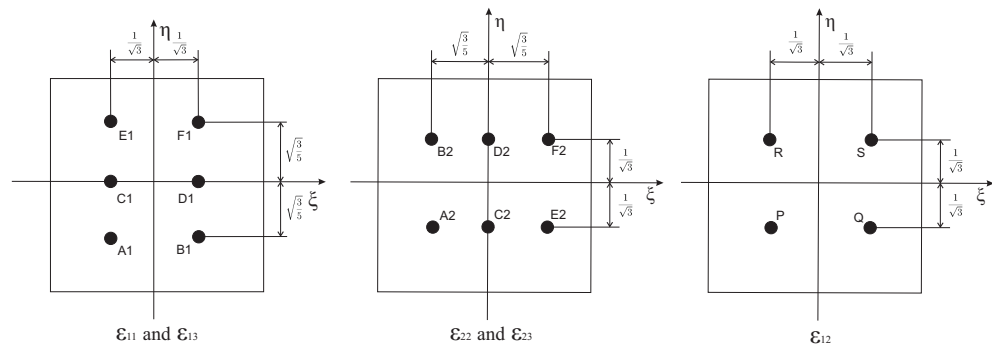 η
1/√3 1/√3
E1 F1
√3/5
C1 D1
ξ
√3/5
A1 B1
ε11 and ε13
η
√3/5 √3/5
B2 D2 F2
1/√3
ξ
1/√3
A2 C2 E2
ε22 and ε23
η
1/√3 1/√3
R S
1/√3
ξ
1/√3
P Q
ε12